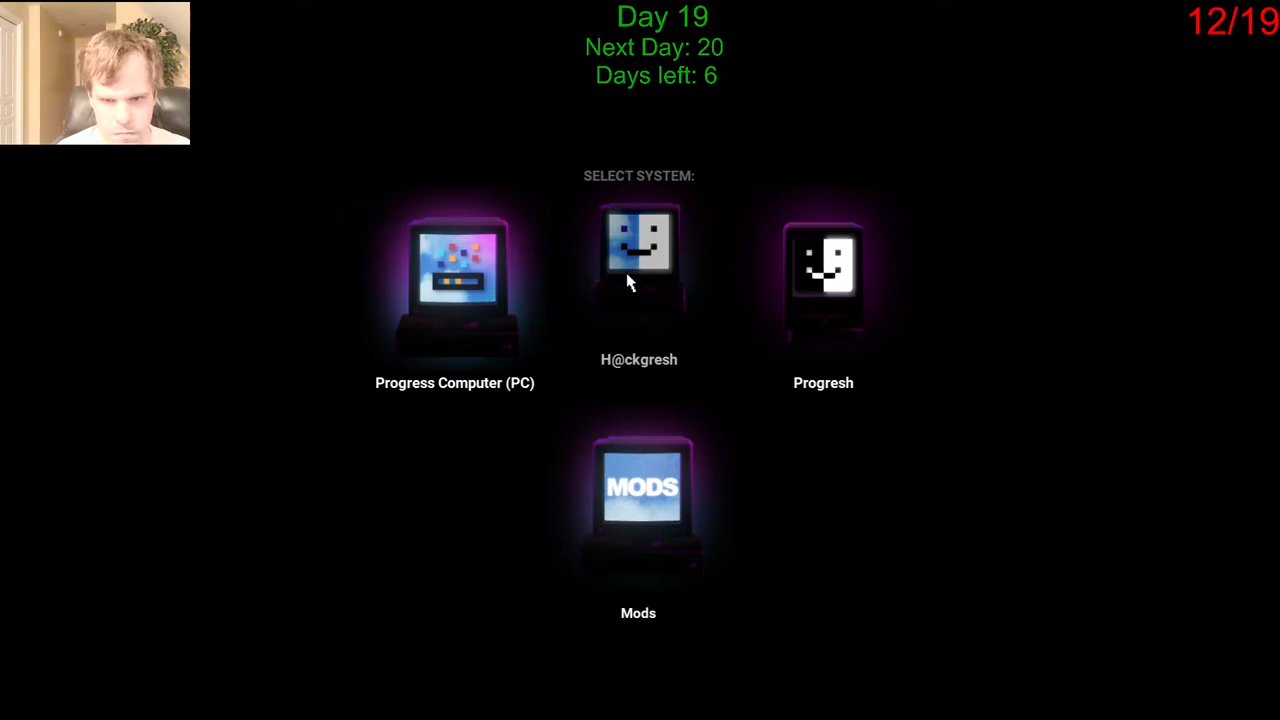 Day 19
Next Day: 20
Days left: 6
12/19
SELECT SYSTEM:
H@ckgresh
Progress Computer (PC)
Progresh
MODS
Mods